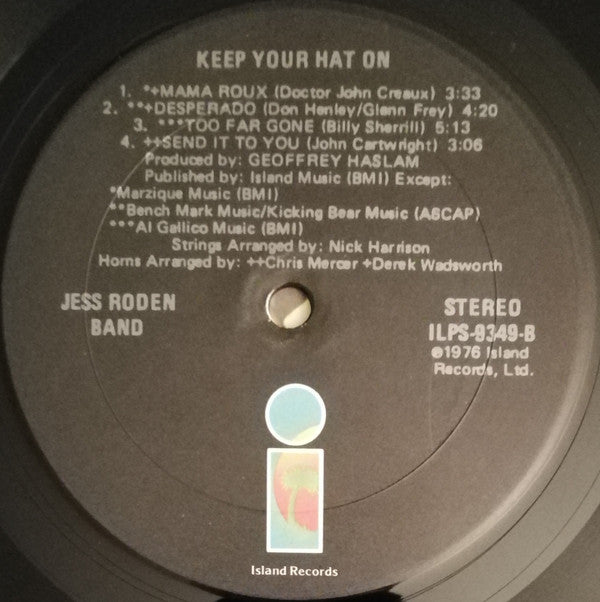 KEEP YOUR HAT ON
1. *+MAMA ROUX (Doctor John Creaux) 3:33
2. **+DESPERADO (Don Henley/Glenn Frey) 4:20
3. ***TOO FAR GONE (Billy Sherrill) 5:13
4. ++SEND IT TO YOU (John Cartwright) 3:06
Produced by: GEOFFREY HASLAM
Published by: Island Music (BMI) Except:
*Marzique Music (BMI)
**Bench Mark Music/Kicking Bear Music (ASCAP)
***Al Gallico Music (BMI)
Strings Arranged by: Nick Harrison
Horns Arranged by: ++Chris Mercer +Derek Wadsworth
JESS RODEN
BAND
STEREO
ILPS-9349-B
℗1976 Island
Records, Ltd.
Island Records